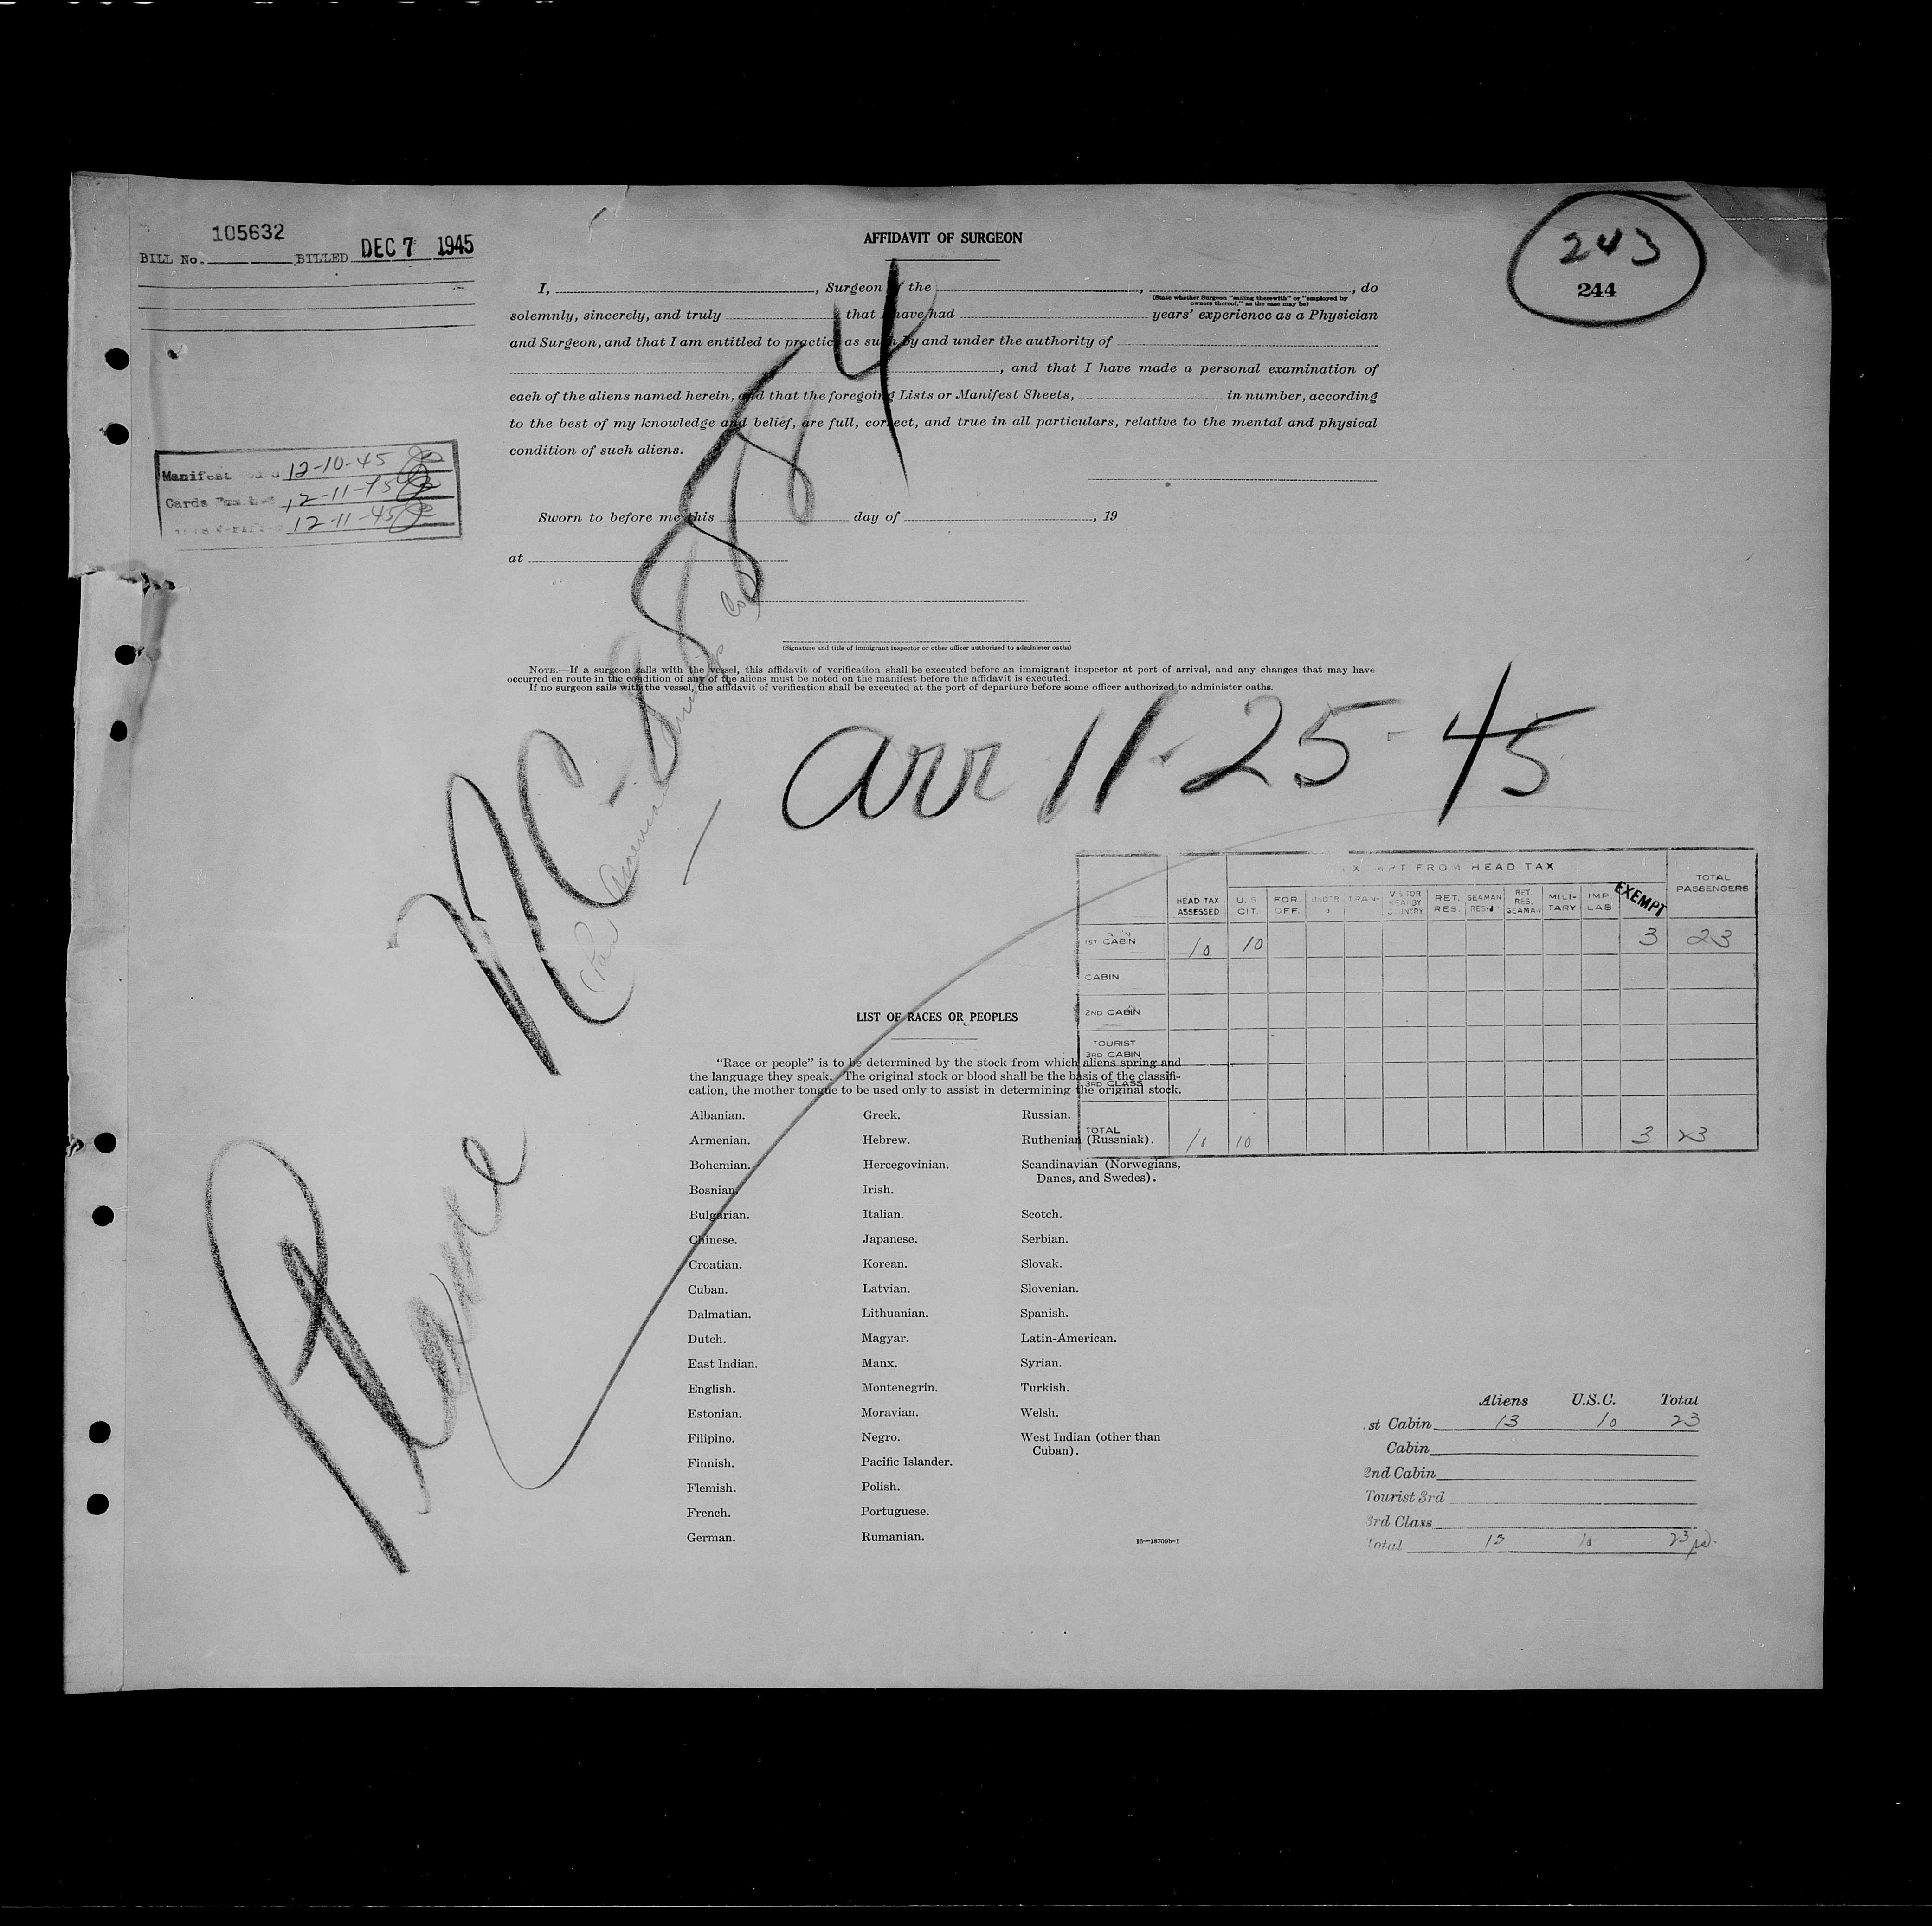 105632
BILL No. BILLED DEC 7 1945
243
244
AFFIDAVIT OF SURGEON
I, , Surgeon of the , , do
(State whether Surgeon "sailing therewith" or "employed by
owners thereof," as the case may be)
solemnly, sincerely, and truly that I have had years' experience as a Physician
and Surgeon, and that I am entitled to practice as such by and under the authority of
, and that I have made a personal examination of
each of the aliens named herein, and that the foregoing Lists or Manifest Sheets, in number, according
to the best of my knowledge and belief, are full, correct, and true in all particulars, relative to the mental and physical
condition of such aliens.
Manifest 12-10-45
Cards Punched 12-11-45
Verified 12-11-45
Sworn to before me this day of , 19
at
(Signature and title of immigrant inspector or other officer authorized to administer oaths)
NOTE.—If a surgeon sails with the vessel, this affidavit of verification shall be executed before an immigrant inspector at port of arrival, and any changes that may have
occurred en route in the condition of any of the aliens must be noted on the manifest before the affidavit is executed.
If no surgeon sails with the vessel, the affidavit of verification shall be executed at the port of departure before some officer authorized to administer oaths.
Plane NC-88884
(Pan American Airways Co)
arr 11-25-45
EXEMPT FROM HEAD TAX
HEAD TAX ASSESSED U.S. CIT. FOR. OFF. UNDER TRAN- VISITOR NEARBY COUNTRY RET. RES. SEAMAN RES. RET. RES. SEAMAN MILI- TARY IMP. LAB EXEMPT TOTAL PASSENGERS
1ST CABIN 10 10 3 23
CABIN
2ND CABIN
TOURIST
3RD CABIN
3RD CLASS
TOTAL 10 10 3 23
LIST OF RACES OR PEOPLES
"Race or people" is to be determined by the stock from which aliens spring and
the language they speak. The original stock or blood shall be the basis of the classifi-
cation, the mother tongue to be used only to assist in determining the original stock.
Albanian. Greek. Russian.
Armenian. Hebrew. Ruthenian (Russniak).
Bohemian. Hercegovinian. Scandinavian (Norwegians,
Danes, and Swedes).
Bosnian. Irish.
Bulgarian. Italian. Scotch.
Chinese. Japanese. Serbian.
Croatian. Korean. Slovak.
Cuban. Latvian. Slovenian.
Dalmatian. Lithuanian. Spanish.
Dutch. Magyar. Latin-American.
East Indian. Manx. Syrian.
English. Montenegrin. Turkish.
Estonian. Moravian. Welsh.
Filipino. Negro. West Indian (other than
Cuban).
Finnish. Pacific Islander.
Flemish. Polish.
French. Portuguese.
German. Rumanian.
16—18709b-1
Aliens U.S.C. Total
st Cabin 13 10 23
Cabin
2nd Cabin
Tourist 3rd
3rd Class
Total 13 10 23